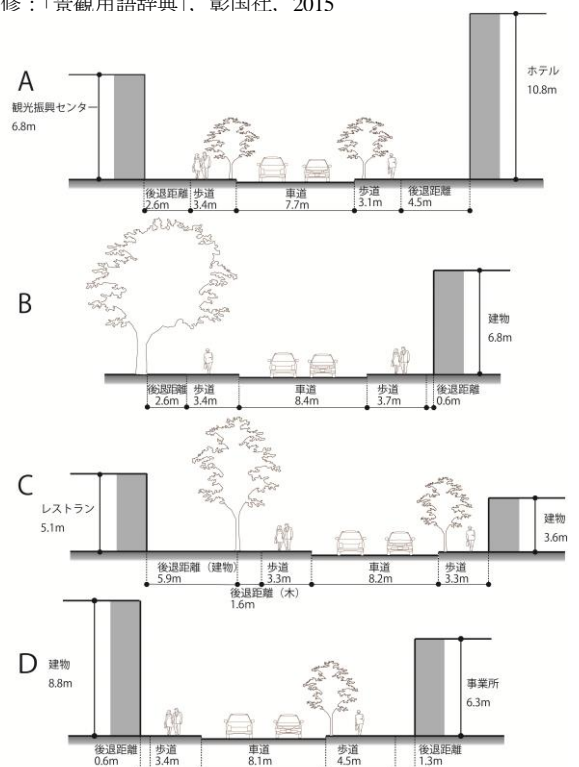 修:「景観用語辞典」, 彰国社, 2015
A
観光振興センター
6.8m
ホテル
10.8m
後退距離
2.6m
歩道
3.4m
車道
7.7m
歩道
3.1m
後退距離
4.5m
B
建物
6.8m
後退距離
2.6m
歩道
3.4m
車道
8.4m
歩道
3.7m
後退距離
0.6m
C
レストラン
5.1m
建物
3.6m
後退距離(建物)
5.9m
後退距離(木)
1.6m
歩道
3.3m
車道
8.2m
歩道
3.3m
D
建物
8.8m
事業所
6.3m
後退距離
0.6m
歩道
3.4m
車道
8.1m
歩道
4.5m
後退距離
1.3m